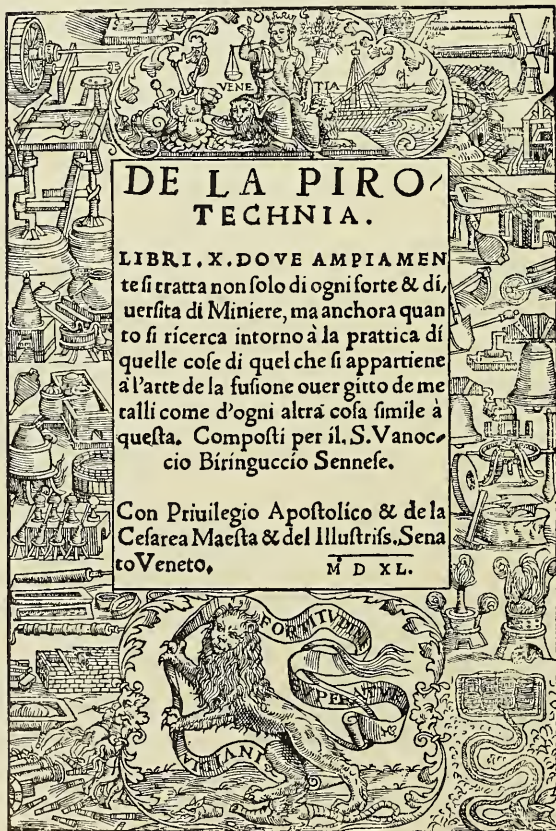 VENE TIA
DE LA PIRO/
TECHNIA.
LIBRI.X.DOVE AMPIAMEN
te ſi tratta non ſolo di ogni ſorte & di/
uerſita di Miniere, ma anchora quan
to ſi ricerca intorno à la prattica di
quelle coſe di quel che ſi appartiene
à l'arte de la fuſione ouer gitto de me
talli come d'ogni altra coſa ſimile à
queſta. Compoſti per il. S. Vanoc/
cio Biringuccio Senneſe.
Con Priuilegio Apoſtolico & de la
Ceſarea Maeſta & del Illuſtriſs. Sena
to Veneto. M D XL.